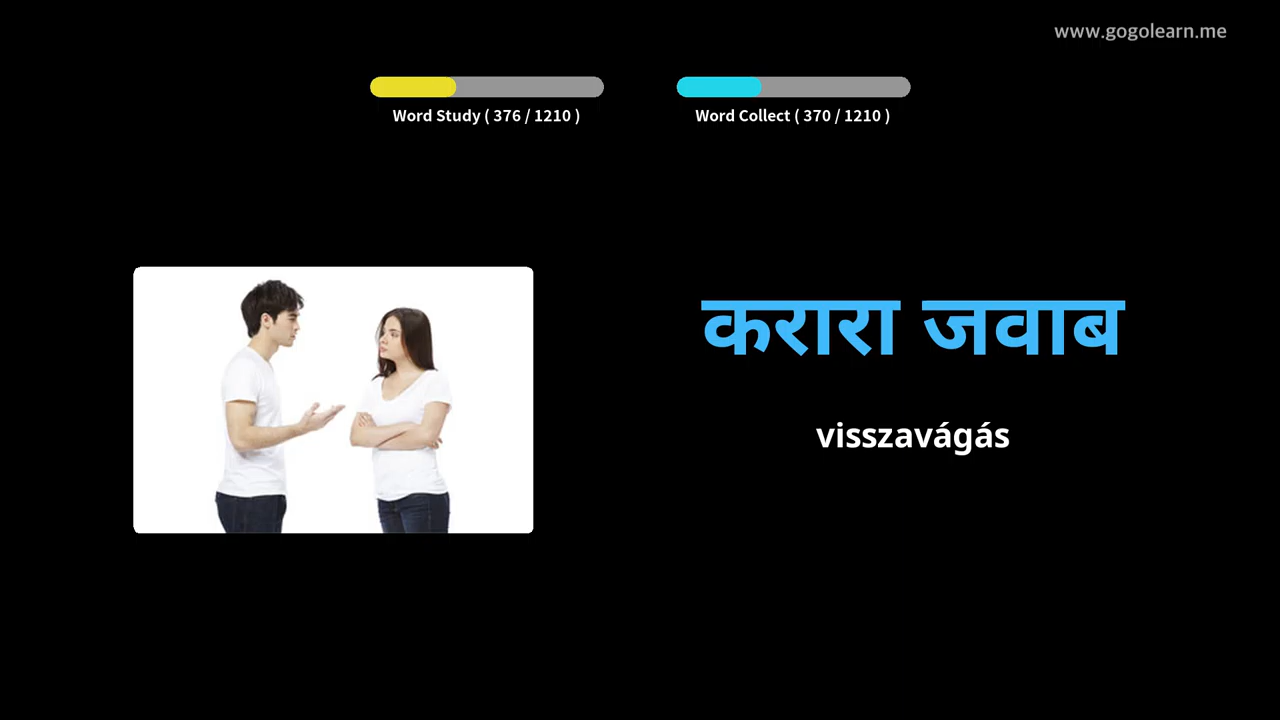 www.gogolearn.me
Word Study ( 376 / 1210 )
Word Collect ( 370 / 1210 )
करारा जवाब
visszavágás